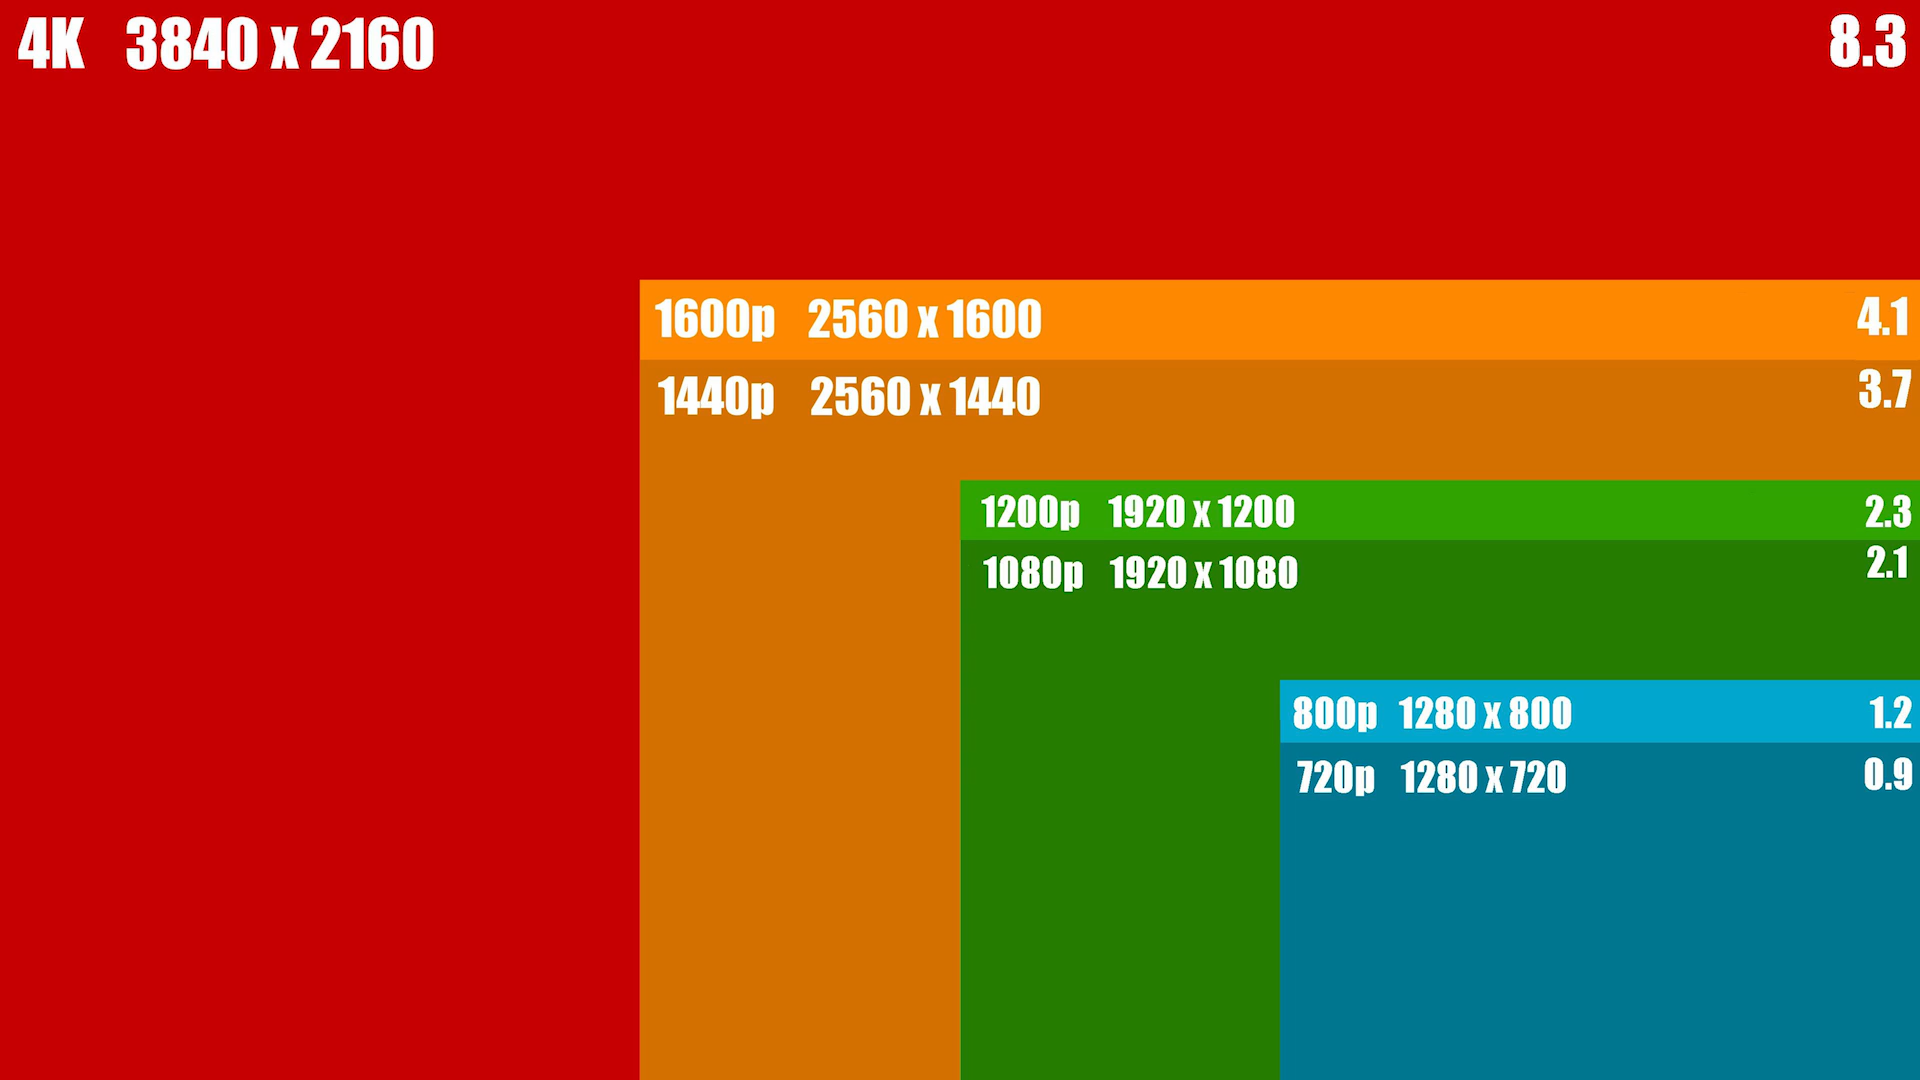 4K 3840 x 2160 8.3
1600p 2560 x 1600 4.1
1440p 2560 x 1440 3.7
1200p 1920 x 1200 2.3
1080p 1920 x 1080 2.1
800p 1280 x 800 1.2
720p 1280 x 720 0.9